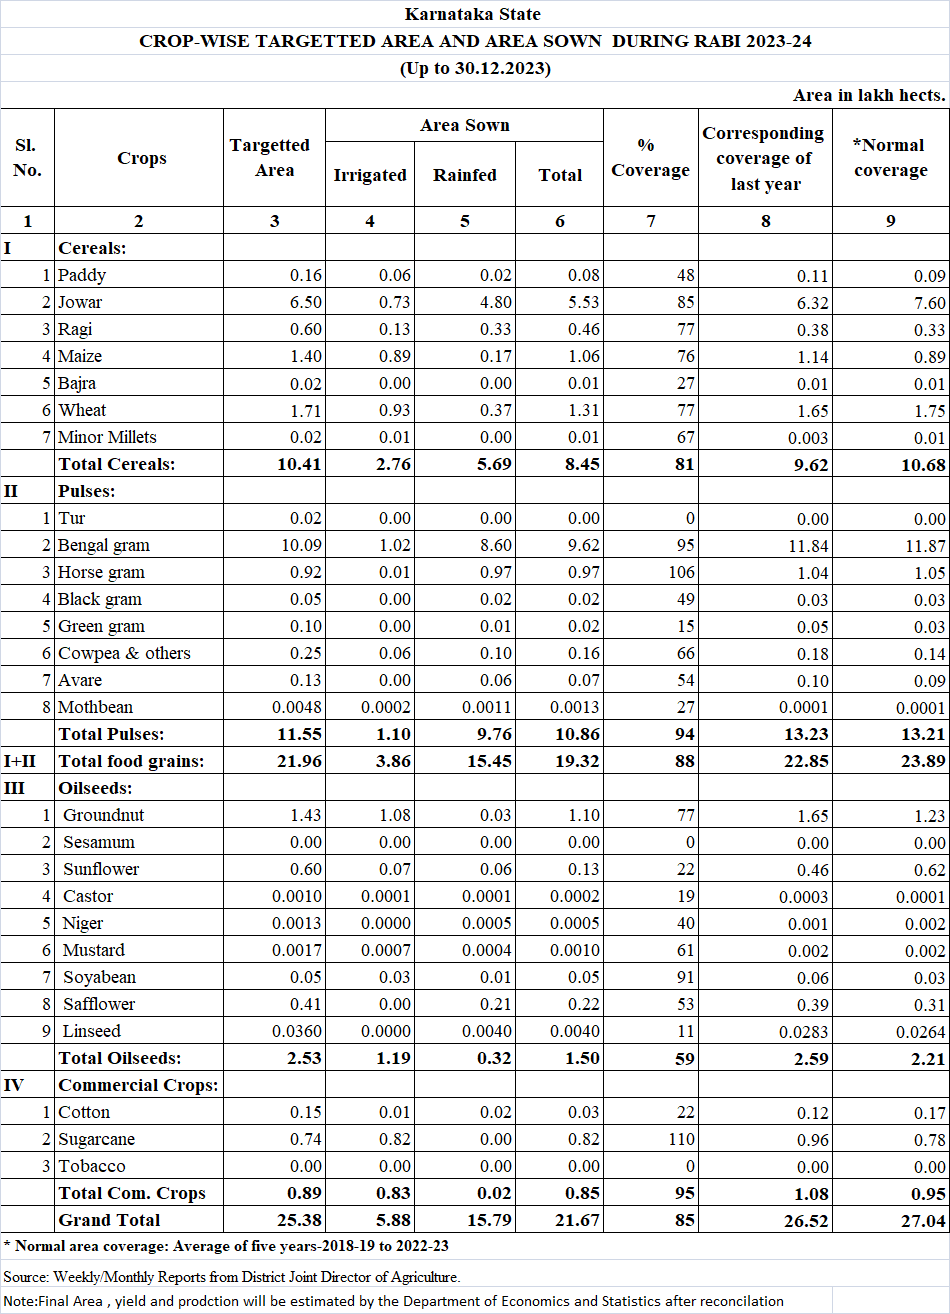 Karnataka State
CROP-WISE TARGETTED AREA AND AREA SOWN DURING RABI 2023-24
(Up to 30.12.2023)
Area in lakh hects.
Sl. No. Crops Targetted Area Area Sown % Coverage Corresponding coverage of last year *Normal coverage
Irrigated Rainfed Total
1 2 3 4 5 6 7 8 9
I Cereals:
1 Paddy 0.16 0.06 0.02 0.08 48 0.11 0.09
2 Jowar 6.50 0.73 4.80 5.53 85 6.32 7.60
3 Ragi 0.60 0.13 0.33 0.46 77 0.38 0.33
4 Maize 1.40 0.89 0.17 1.06 76 1.14 0.89
5 Bajra 0.02 0.00 0.00 0.01 27 0.01 0.01
6 Wheat 1.71 0.93 0.37 1.31 77 1.65 1.75
7 Minor Millets 0.02 0.01 0.00 0.01 67 0.003 0.01
Total Cereals: 10.41 2.76 5.69 8.45 81 9.62 10.68
II Pulses:
1 Tur 0.02 0.00 0.00 0.00 0 0.00 0.00
2 Bengal gram 10.09 1.02 8.60 9.62 95 11.84 11.87
3 Horse gram 0.92 0.01 0.97 0.97 106 1.04 1.05
4 Black gram 0.05 0.00 0.02 0.02 49 0.03 0.03
5 Green gram 0.10 0.00 0.01 0.02 15 0.05 0.03
6 Cowpea & others 0.25 0.06 0.10 0.16 66 0.18 0.14
7 Avare 0.13 0.00 0.06 0.07 54 0.10 0.09
8 Mothbean 0.0048 0.0002 0.0011 0.0013 27 0.0001 0.0001
Total Pulses: 11.55 1.10 9.76 10.86 94 13.23 13.21
I+II Total food grains: 21.96 3.86 15.45 19.32 88 22.85 23.89
III Oilseeds:
1 Groundnut 1.43 1.08 0.03 1.10 77 1.65 1.23
2 Sesamum 0.00 0.00 0.00 0.00 0 0.00 0.00
3 Sunflower 0.60 0.07 0.06 0.13 22 0.46 0.62
4 Castor 0.0010 0.0001 0.0001 0.0002 19 0.0003 0.0001
5 Niger 0.0013 0.0000 0.0005 0.0005 40 0.001 0.002
6 Mustard 0.0017 0.0007 0.0004 0.0010 61 0.002 0.002
7 Soyabean 0.05 0.03 0.01 0.05 91 0.06 0.03
8 Safflower 0.41 0.00 0.21 0.22 53 0.39 0.31
9 Linseed 0.0360 0.0000 0.0040 0.0040 11 0.0283 0.0264
Total Oilseeds: 2.53 1.19 0.32 1.50 59 2.59 2.21
IV Commercial Crops:
1 Cotton 0.15 0.01 0.02 0.03 22 0.12 0.17
2 Sugarcane 0.74 0.82 0.00 0.82 110 0.96 0.78
3 Tobacco 0.00 0.00 0.00 0.00 0 0.00 0.00
Total Com. Crops 0.89 0.83 0.02 0.85 95 1.08 0.95
Grand Total 25.38 5.88 15.79 21.67 85 26.52 27.04
* Normal area coverage: Average of five years-2018-19 to 2022-23
Source: Weekly/Monthly Reports from District Joint Director of Agriculture.
Note:Final Area , yield and prodction will be estimated by the Department of Economics and Statistics after reconcilation